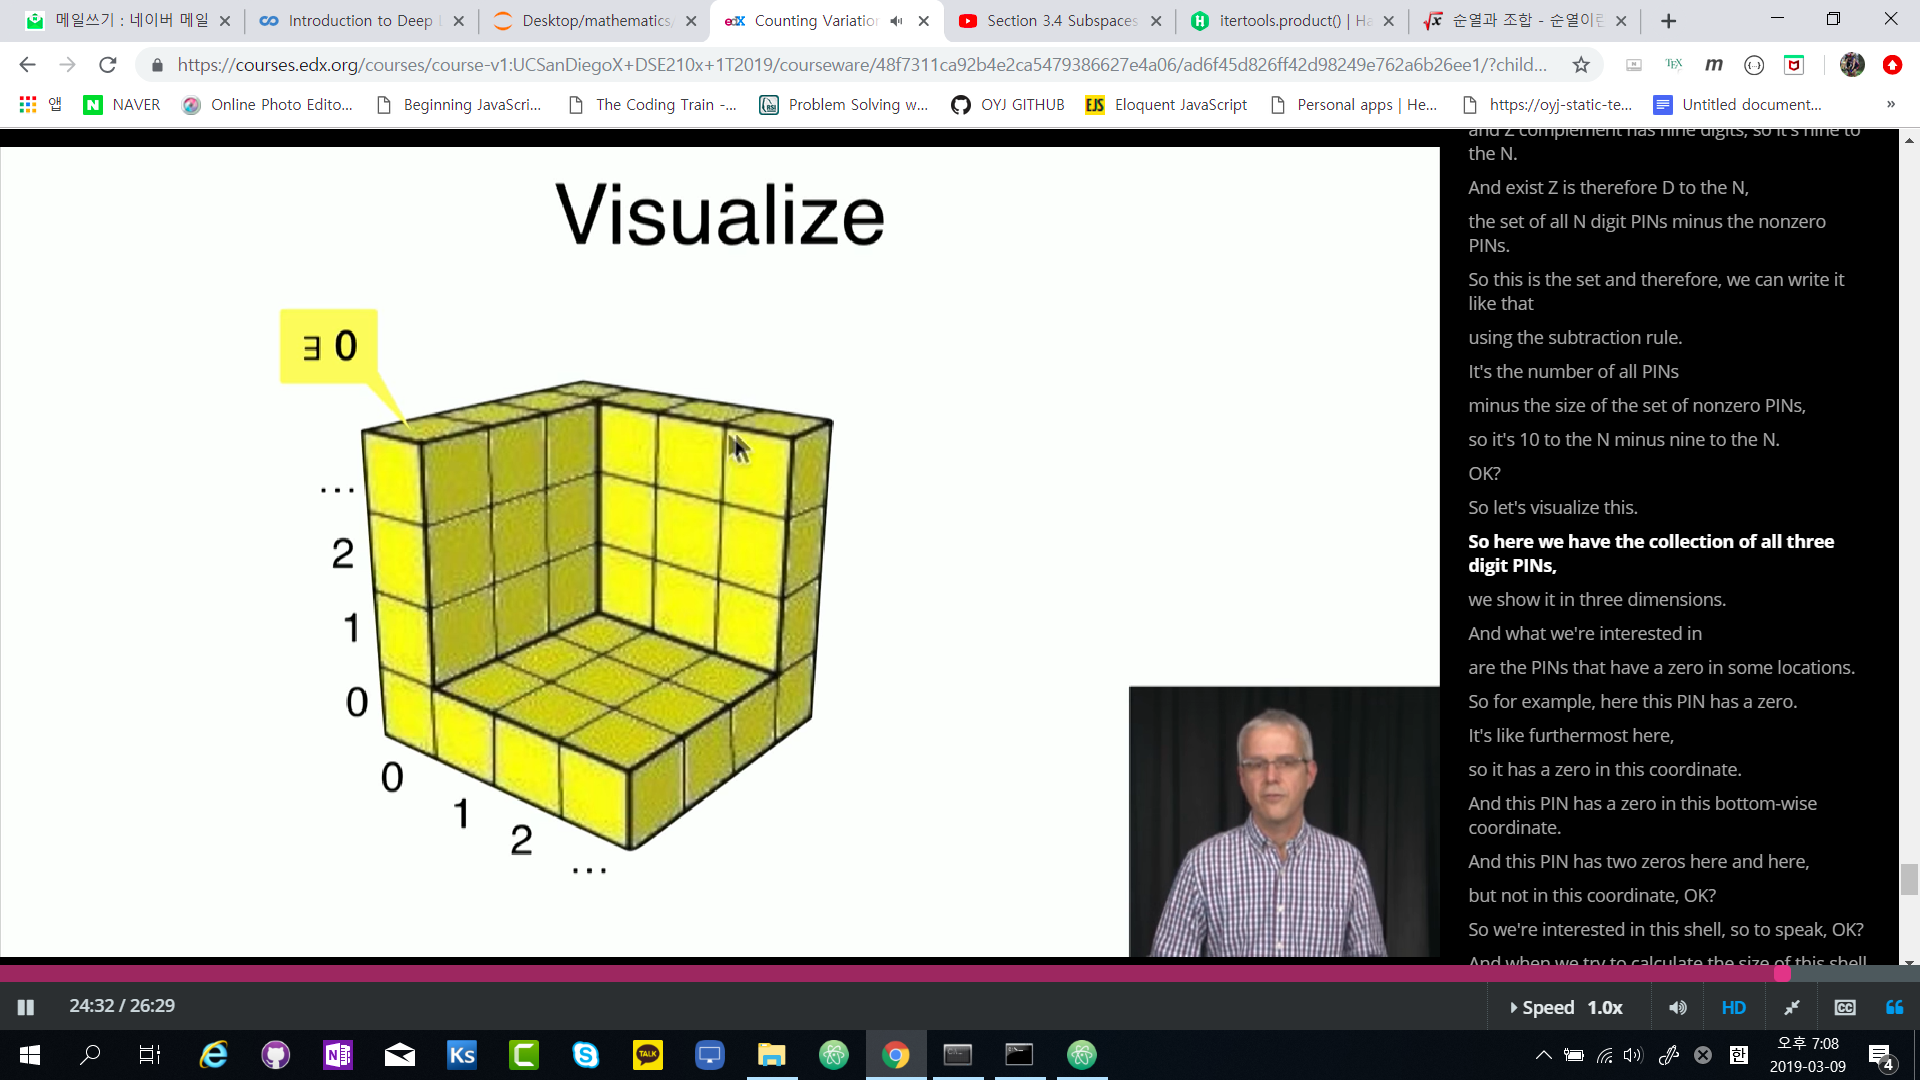 메일쓰기 : 네이버 메일
Introduction to Deep
Desktop/mathematics/
edX Counting Variation
Section 3.4 Subspaces
itertools.product() | Ha
순열과 조합 - 순열이란
https://courses.edx.org/courses/course-v1:UCSanDiegoX+DSE210x+1T2019/courseware/48f7311ca92b4e2ca5479386627e4a06/ad6f45d826ff42d98249e762a6b26ee1/?child...
앱
NAVER
Online Photo Edito...
Beginning JavaScri...
The Coding Train -...
Problem Solving w...
OYJ GITHUB
EJS Eloquent JavaScript
Personal apps | He...
https://oyj-static-te...
Untitled document...
»
Visualize
∃ 0
...
2
1
0
0
1
2
...
and Z complement has nine digits, so it's nine to
the N.
And exist Z is therefore D to the N,
the set of all N digit PINs minus the nonzero
PINs.
So this is the set and therefore, we can write it
like that
using the subtraction rule.
It's the number of all PINs
minus the size of the set of nonzero PINs,
so it's 10 to the N minus nine to the N.
OK?
So let's visualize this.
So here we have the collection of all three
digit PINs,
we show it in three dimensions.
And what we're interested in
are the PINs that have a zero in some locations.
So for example, here this PIN has a zero.
It's like furthermost here,
so it has a zero in this coordinate.
And this PIN has a zero in this bottom-wise
coordinate.
And this PIN has two zeros here and here,
but not in this coordinate, OK?
So we're interested in this shell, so to speak, OK?
And when we try to calculate the size of this shell
24:32 / 26:29
Speed 1.0x
HD
CC
Ks
TALK
한
오후 7:08
2019-03-09
4